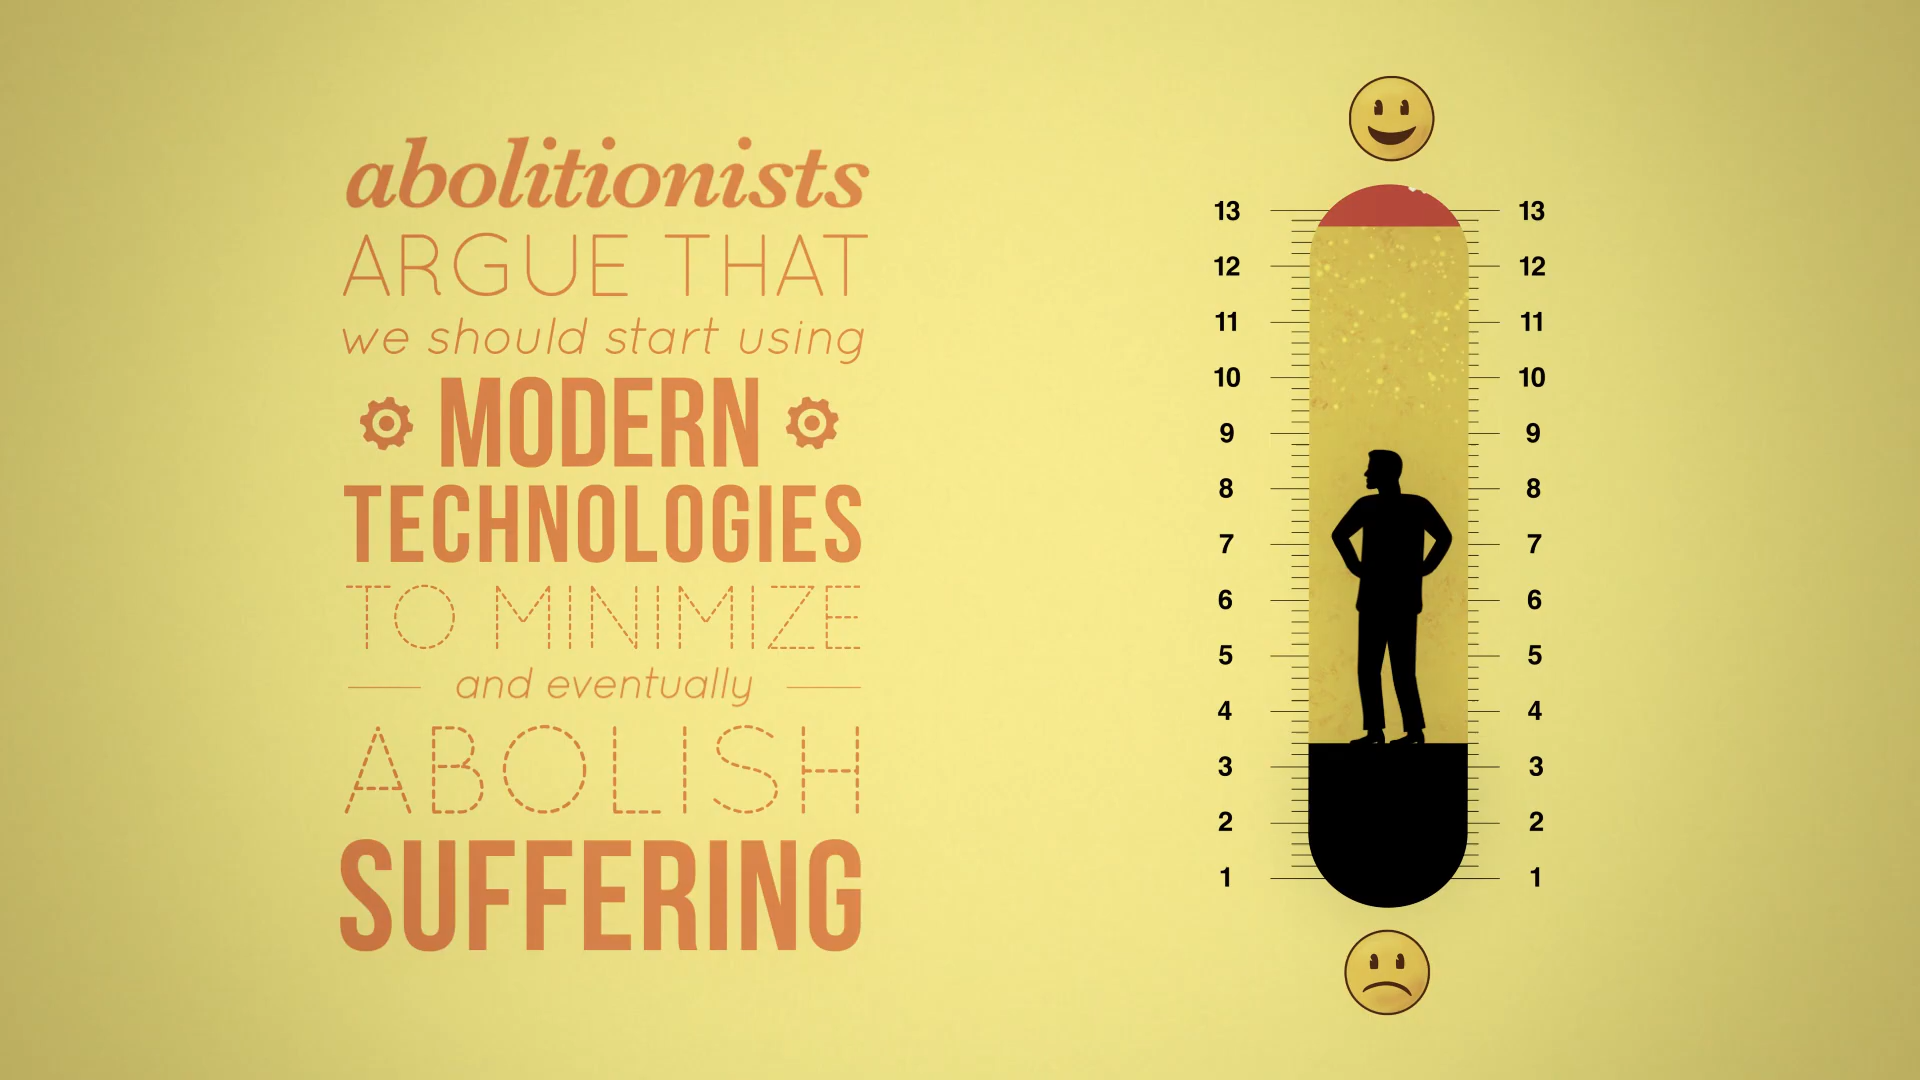 abolitionists
ARGUE THAT
we should start using
MODERN
TECHNOLOGIES
TO MINIMIZE
and eventually
ABOLISH
SUFFERING
13 13
12 12
11 11
10 10
9 9
8 8
7 7
6 6
5 5
4 4
3 3
2 2
1 1